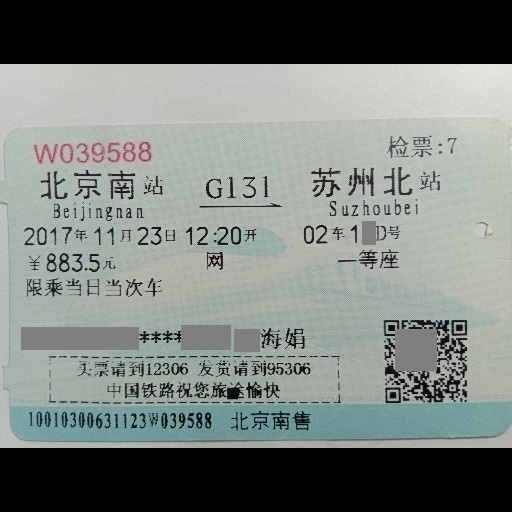 W039588 检票:7
北京南站 G131 苏州北站
Beijingnan Suzhoubei
2017年11月23日12:20开 02车1 D号
￥883.5元 网 一等座
限乘当日当次车
**** 海娟
买票请到12306 发货请到95306
中国铁路祝您旅途愉快
10010300631123W039588 北京南售